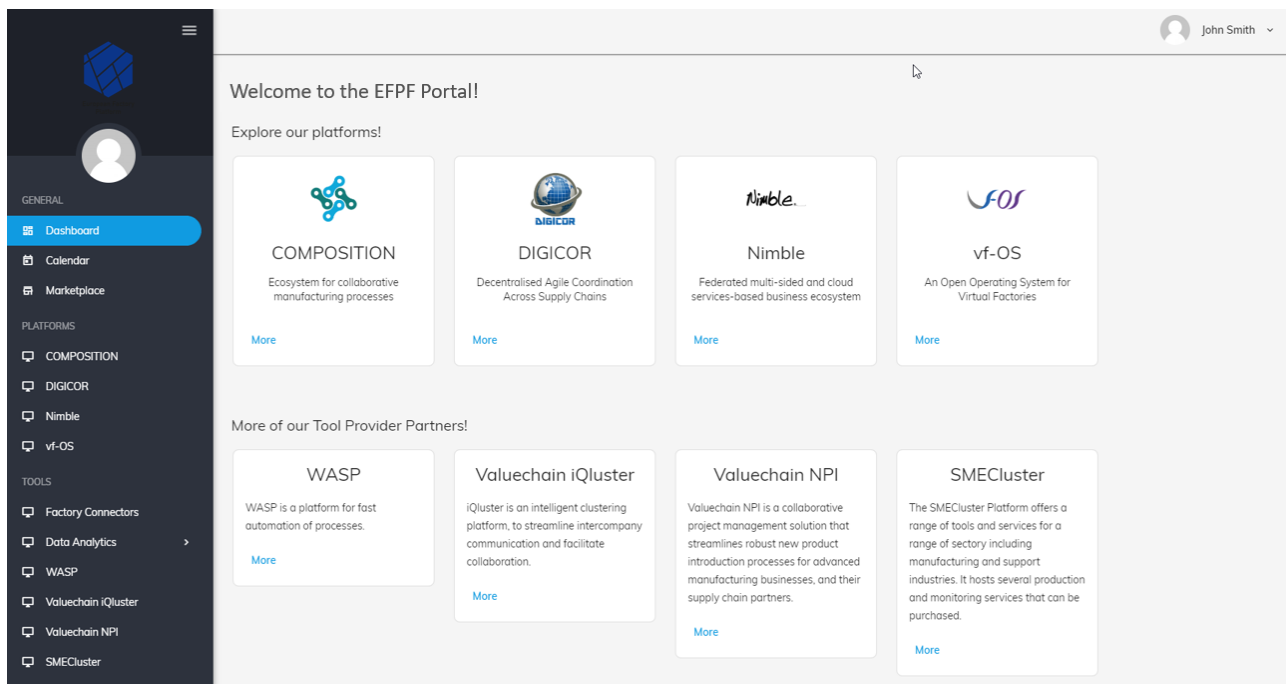 John Smith
GENERAL
Dashboard
Calendar
Marketplace
PLATFORMS
COMPOSITION
DIGICOR
Nimble
vf-OS
TOOLS
Factory Connectors
Data Analytics
WASP
Valuechain iQluster
Valuechain NPI
SMECluster
Welcome to the EFPF Portal!
Explore our platforms!
COMPOSITION
Ecosystem for collaborative
manufacturing processes
More
DIGICOR
DIGICOR
Decentralised Agile Coordination
Across Supply Chains
More
Nimble.
Nimble
Federated multi-sided and cloud
services-based business ecosystem
More
vf-OS
vf-OS
An Open Operating System for
Virtual Factories
More
More of our Tool Provider Partners!
WASP
WASP is a platform for fast
automation of processes.
More
Valuechain iQluster
iQluster is an intelligent clustering
platform, to streamline intercompany
communication and facilitate
collaboration.
More
Valuechain NPI
Valuechain NPI is a collaborative
project management solution that
streamlines robust new product
introduction processes for advanced
manufacturing businesses, and their
supply chain partners.
More
SMECluster
The SMECluster Platform offers a
range of tools and services for a
range of sectory including
manufacturing and support
industries. It hosts several production
and monitoring services that can be
purchased.
More